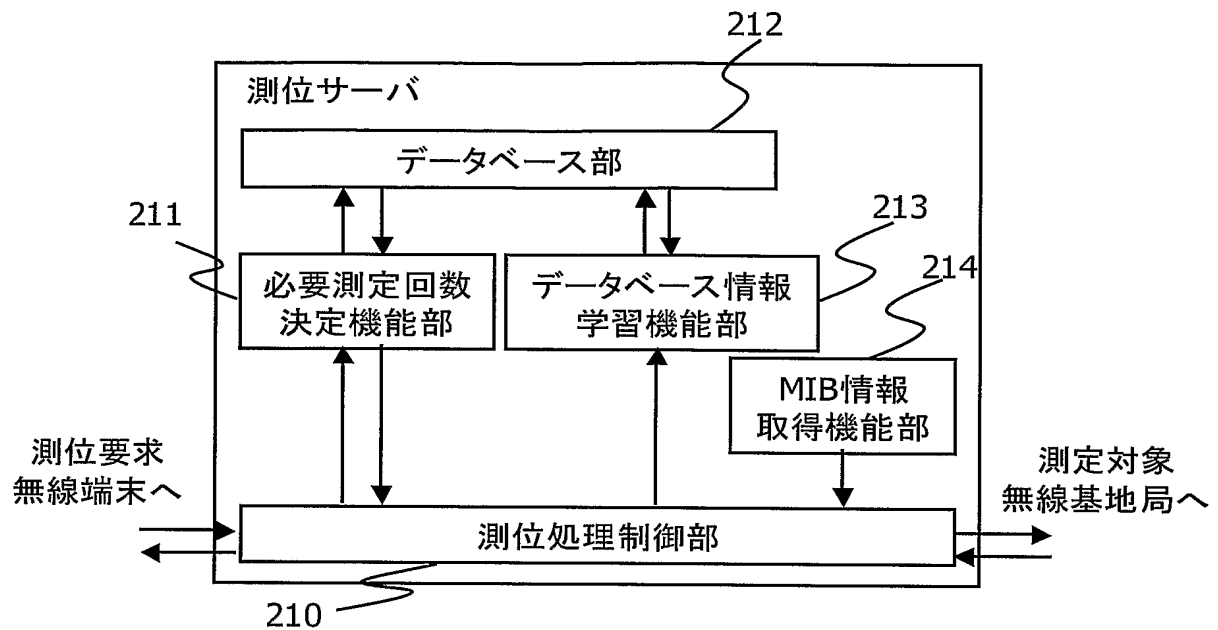 212
測位サーバ
データベース部
211
213
必要測定回数
決定機能部
データベース情報
学習機能部
214
MIB情報
取得機能部
測位要求
無線端末へ
測定対象
無線基地局へ
測位処理制御部
210